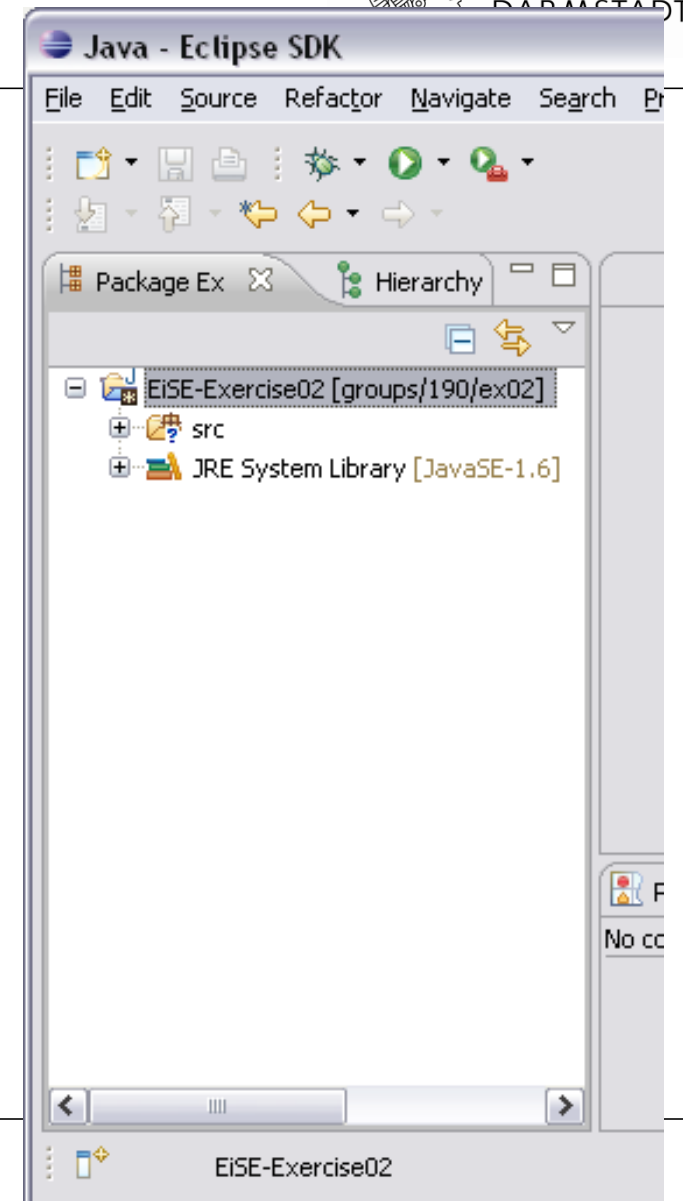 DARMSTADT
Java - Eclipse SDK
File Edit Source Refactor Navigate Search
Package Ex Hierarchy
EiSE-Exercise02 [groups/190/ex02]
src
JRE System Library [JavaSE-1.6]
No
EiSE-Exercise02